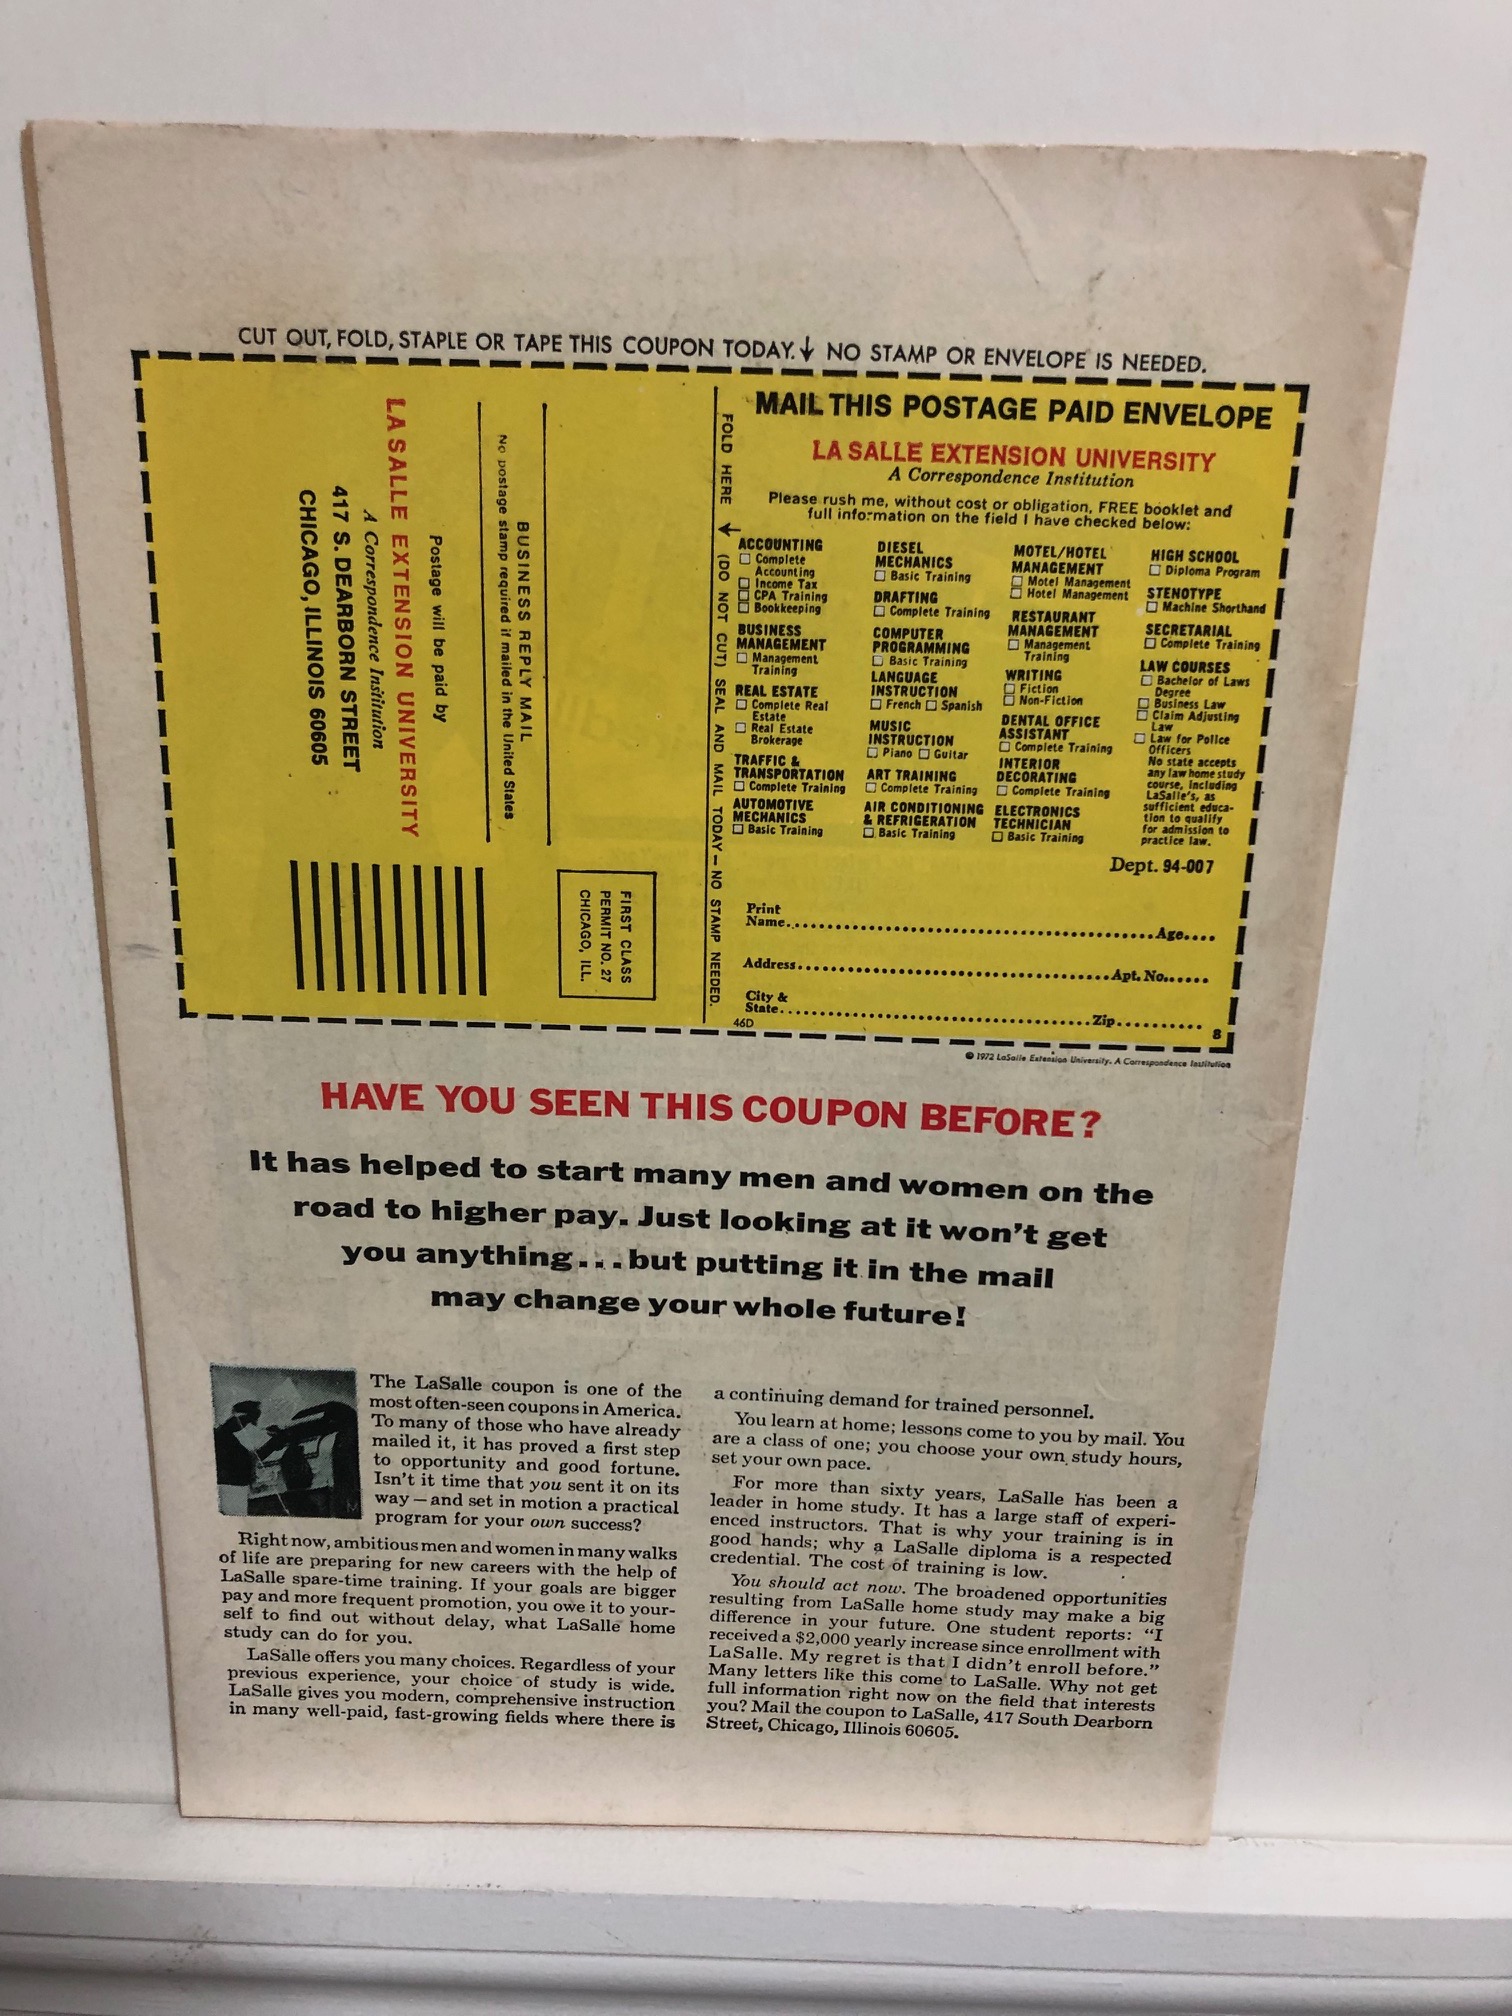 CUT OUT, FOLD, STAPLE OR TAPE THIS COUPON TODAY.↓ NO STAMP OR ENVELOPE IS NEEDED.
LA SALLE EXTENSION UNIVERSITY
A Correspondence Institution
417 S. DEARBORN STREET
CHICAGO, ILLINOIS 60605
Postage will be paid by
BUSINESS REPLY MAIL
No postage stamp required if mailed in the United States
FIRST CLASS
PERMIT NO. 27
CHICAGO, ILL.
FOLD HERE → (DO NOT CUT) SEAL AND MAIL TODAY — NO STAMP NEEDED.
MAIL THIS POSTAGE PAID ENVELOPE
LA SALLE EXTENSION UNIVERSITY
A Correspondence Institution
Please rush me, without cost or obligation, FREE booklet and
full information on the field I have checked below:
ACCOUNTING
☐ Complete
Accounting
☐ Income Tax
☐ CPA Training
☐ Bookkeeping
BUSINESS
MANAGEMENT
☐ Management
Training
REAL ESTATE
☐ Complete Real
Estate
☐ Real Estate
Brokerage
TRAFFIC &
TRANSPORTATION
☐ Complete Training
AUTOMOTIVE
MECHANICS
☐ Basic Training
DIESEL
MECHANICS
☐ Basic Training
DRAFTING
☐ Complete Training
COMPUTER
PROGRAMMING
☐ Basic Training
LANGUAGE
INSTRUCTION
☐ French ☐ Spanish
MUSIC
INSTRUCTION
☐ Piano ☐ Guitar
ART TRAINING
☐ Complete Training
AIR CONDITIONING
& REFRIGERATION
☐ Basic Training
MOTEL/HOTEL
MANAGEMENT
☐ Motel Management
☐ Hotel Management
RESTAURANT
MANAGEMENT
☐ Management
Training
WRITING
☐ Fiction
☐ Non-Fiction
DENTAL OFFICE
ASSISTANT
☐ Complete Training
INTERIOR
DECORATING
☐ Complete Training
ELECTRONICS
TECHNICIAN
☐ Basic Training
HIGH SCHOOL
☐ Diploma Program
STENOTYPE
☐ Machine Shorthand
SECRETARIAL
☐ Complete Training
LAW COURSES
☐ Bachelor of Laws
Degree
☐ Business Law
☐ Claim Adjusting
Law
☐ Law for Police
Officers
No state accepts
any law home study
course, including
LaSalle's, as
sufficient educa-
tion to qualify
for admission to
practice law.
Dept. 94-007
Print
Name.....Age....
Address.....Apt. No......
City &
State.....Zip..........
46D
8
© 1972 LaSalle Extension University. A Correspondence Institution
HAVE YOU SEEN THIS COUPON BEFORE?
It has helped to start many men and women on the
road to higher pay. Just looking at it won't get
you anything...but putting it in the mail
may change your whole future!
The LaSalle coupon is one of the
most often-seen coupons in America.
To many of those who have already
mailed it, it has proved a first step
to opportunity and good fortune.
Isn't it time that you sent it on its
way—and set in motion a practical
program for your own success?
Right now, ambitious men and women in many walks
of life are preparing for new careers with the help of
LaSalle spare-time training. If your goals are bigger
pay and more frequent promotion, you owe it to your-
self to find out without delay, what LaSalle home
study can do for you.
LaSalle offers you many choices. Regardless of your
previous experience, your choice of study is wide.
LaSalle gives you modern, comprehensive instruction
in many well-paid, fast-growing fields where there is
a continuing demand for trained personnel.
You learn at home; lessons come to you by mail. You
are a class of one; you choose your own study hours,
set your own pace.
For more than sixty years, LaSalle has been a
leader in home study. It has a large staff of experi-
enced instructors. That is why your training is in
good hands; why a LaSalle diploma is a respected
credential. The cost of training is low.
You should act now. The broadened opportunities
resulting from LaSalle home study may make a big
difference in your future. One student reports: "I
received a $2,000 yearly increase since enrollment with
LaSalle. My regret is that I didn't enroll before."
Many letters like this come to LaSalle. Why not get
full information right now on the field that interests
you? Mail the coupon to LaSalle, 417 South Dearborn
Street, Chicago, Illinois 60605.